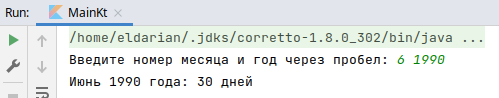 MainKt
/home/eldarian/.jdks/corretto-1.8.0_302/bin/java ...
Введите номер месяца и год через пробел: 6 1990
Июнь 1990 года: 30 дней